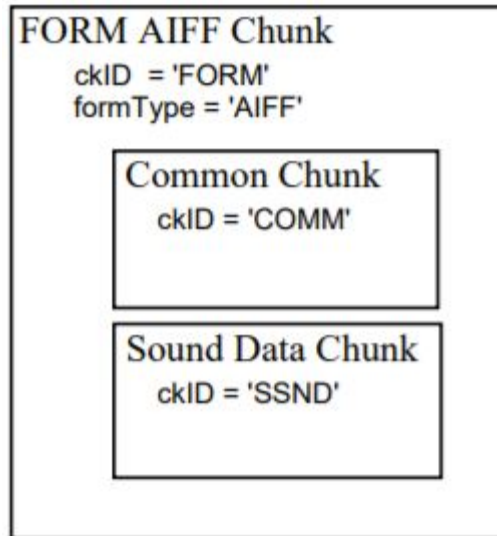 FORM AIFF Chunk
ckID = 'FORM'
formType = 'AIFF'
Common Chunk
ckID = 'COMM'
Sound Data Chunk
ckID = 'SSND'